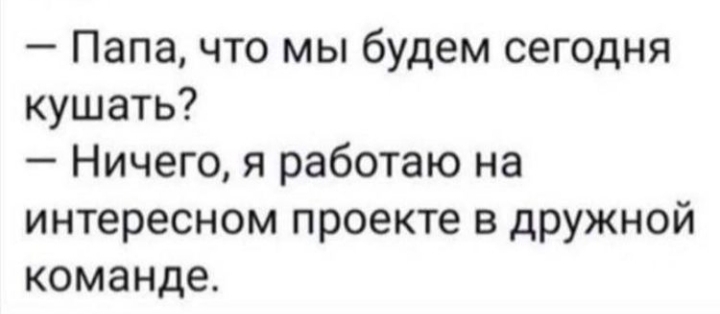 — Папа, что мы будем сегодня
кушать?
— Ничего, я работаю на
интересном проекте в дружной
команде.